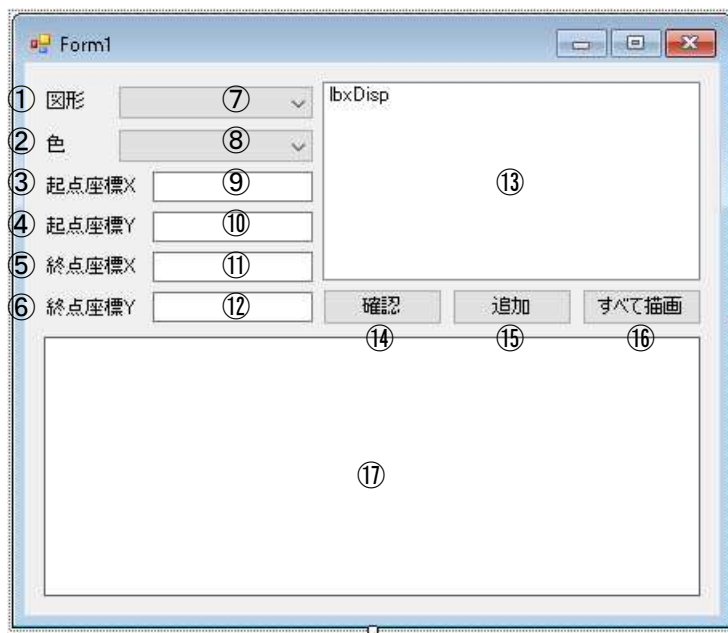 Form1
① 図形 ⑦
② 色 ⑧
③ 起点座標X ⑨
④ 起点座標Y ⑩
⑤ 終点座標X ⑪
⑥ 終点座標Y ⑫
lbxDisp
⑬
確認 追加 すべて描画
⑭ ⑮ ⑯
⑰